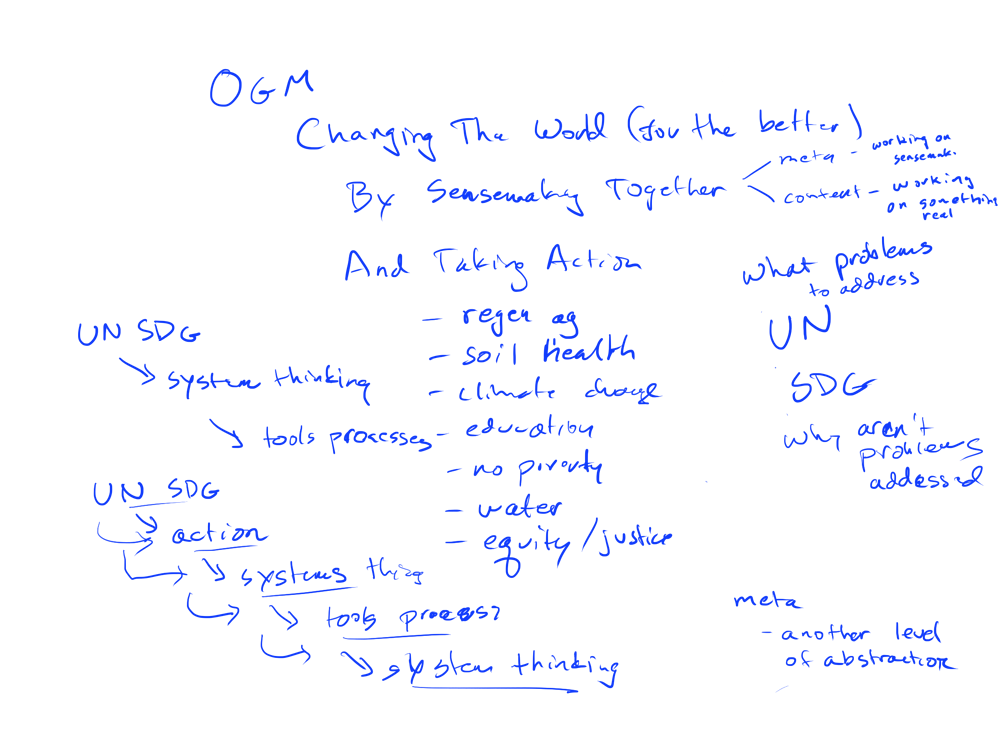 OGM
Changing The World (for the better)
By Sensemaking Together
meta - working on
sensemak.
content - working
on something
real
And Taking Action
- regen ag
- soil health
- climate change
- education
- no poverty
- water
- equity/justice
UN SDG
system thinking
tools processes
UN SDG
action
systems thing
tools process
system thinking
what problems
to address
UN
SDG
why aren't
problems
addressed
meta
- another level
of abstraction